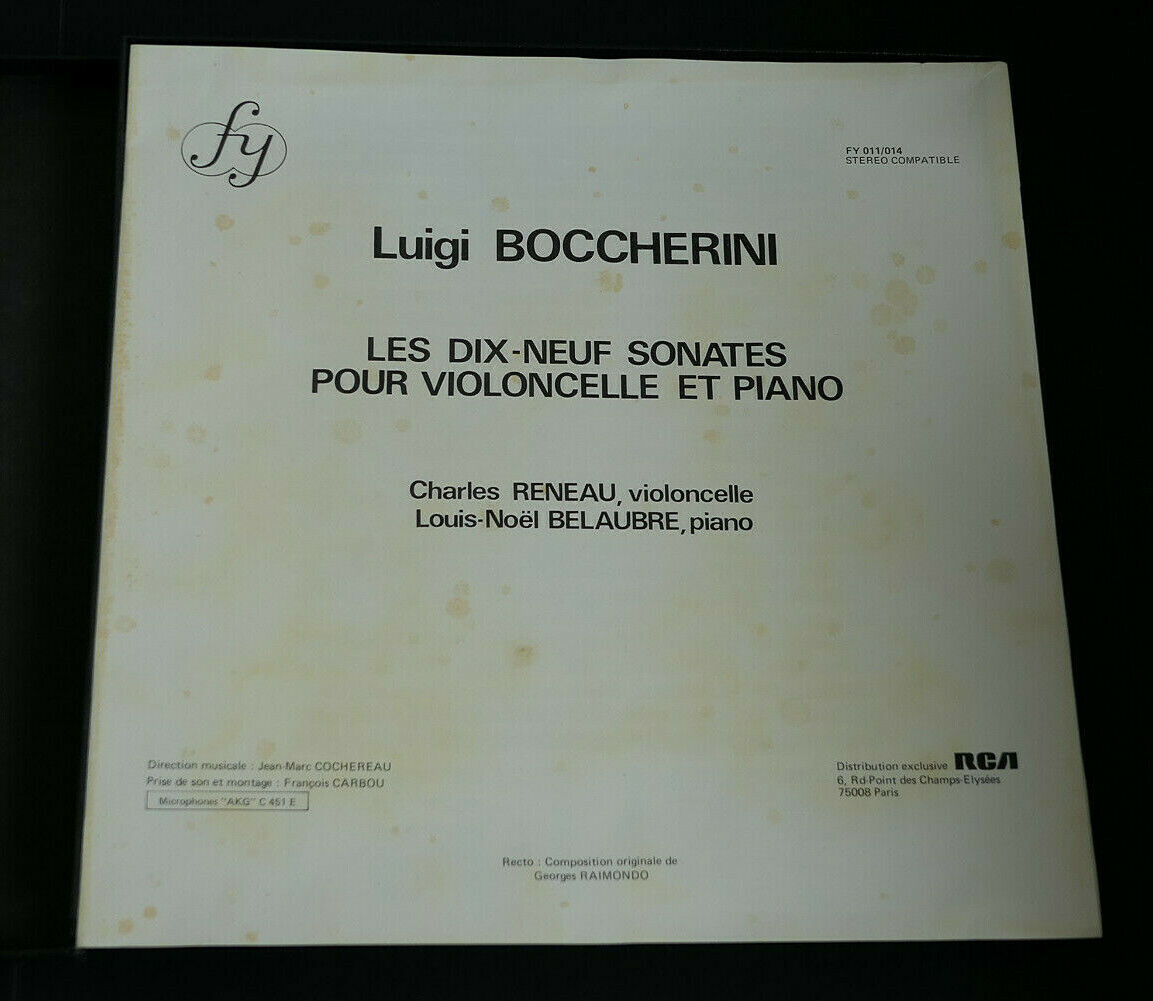 fy
FY 011/014
STEREO COMPATIBLE
Luigi BOCCHERINI
LES DIX-NEUF SONATES
POUR VIOLONCELLE ET PIANO
Charles RENEAU, violoncelle
Louis-Noël BELAUBRE, piano
Direction musicale : Jean-Marc COCHEREAU
Prise de son et montage : François CARBOU
Microphones "AKG" C 451 E
Distribution exclusive RCA
6, Rd-Point des Champs-Elysées
75008 Paris
Recto : Composition originale de
Georges RAIMONDO